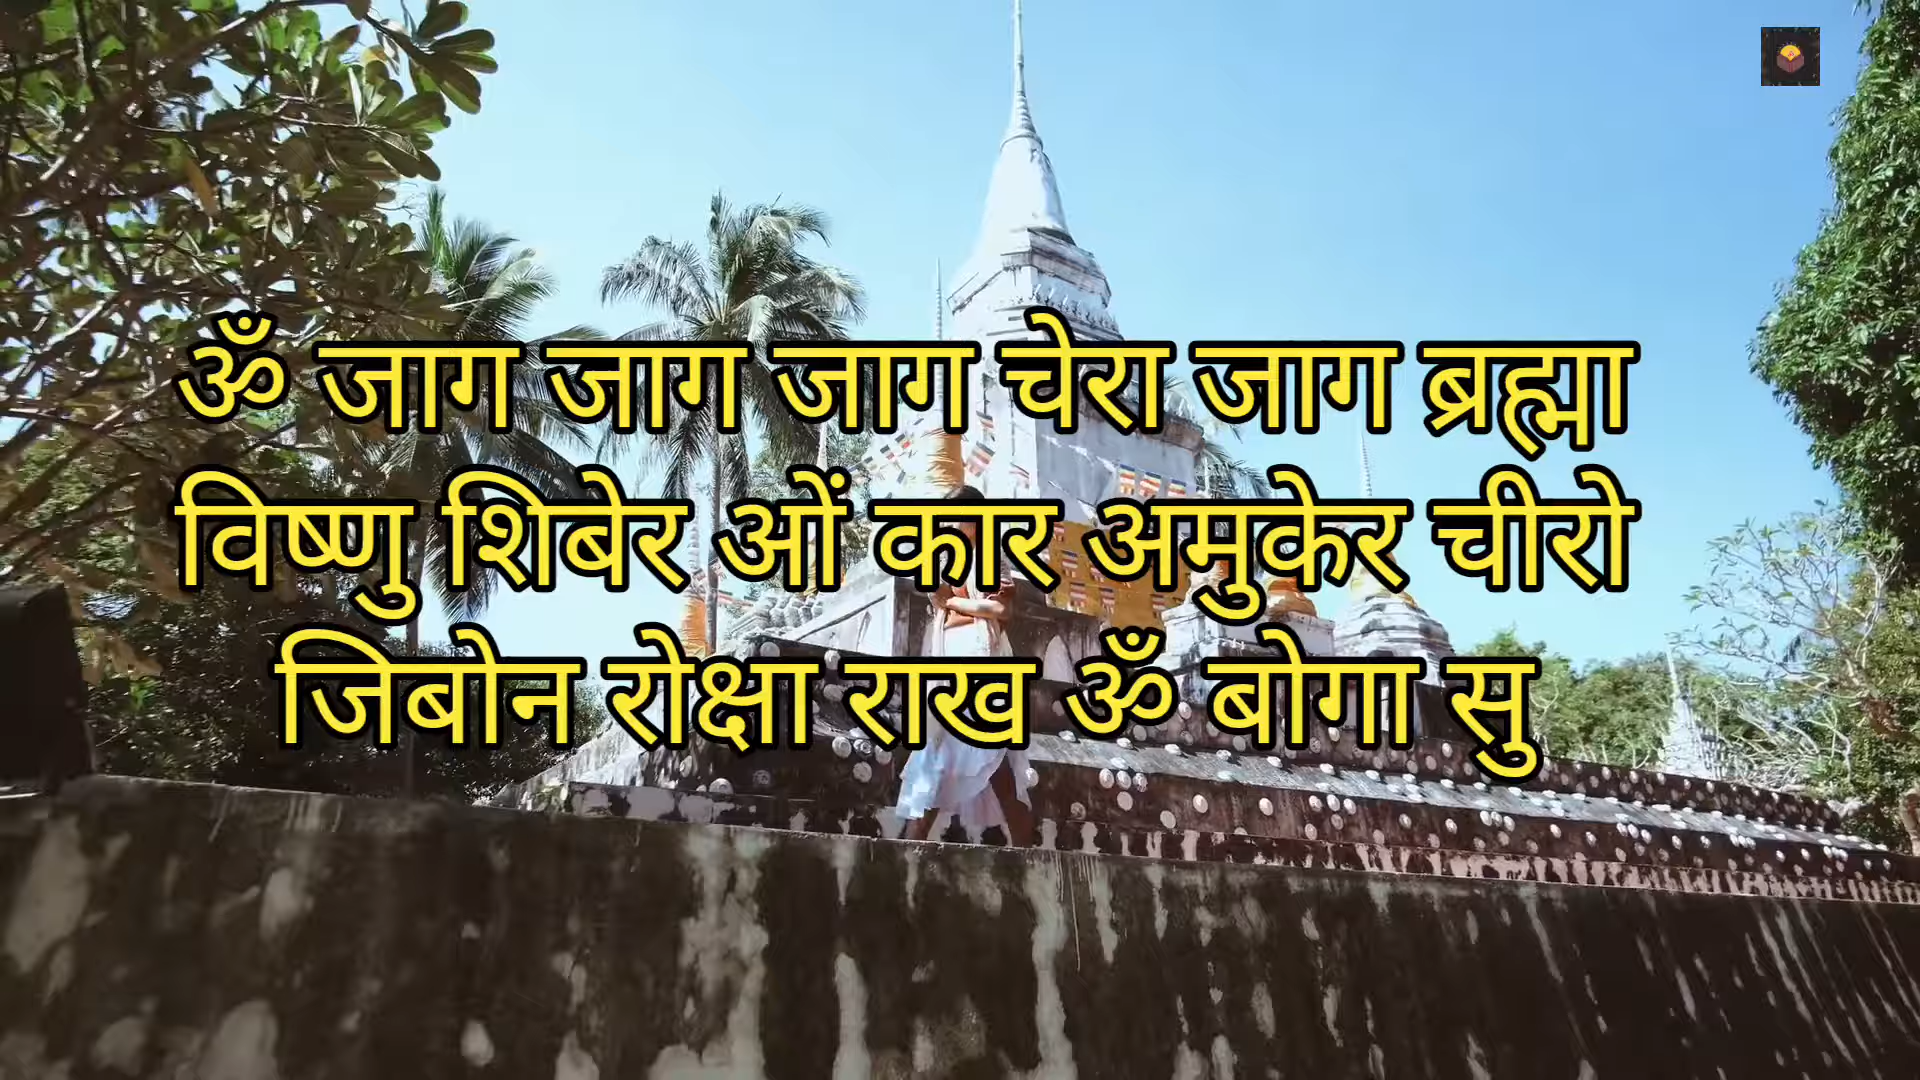 ॐ जाग जाग जाग चेरा जाग ब्रह्मा
विष्णु शिबेर ओं कार अमुकेर चीरो
जिबोन रोक्षा राख ॐ बोगा सु